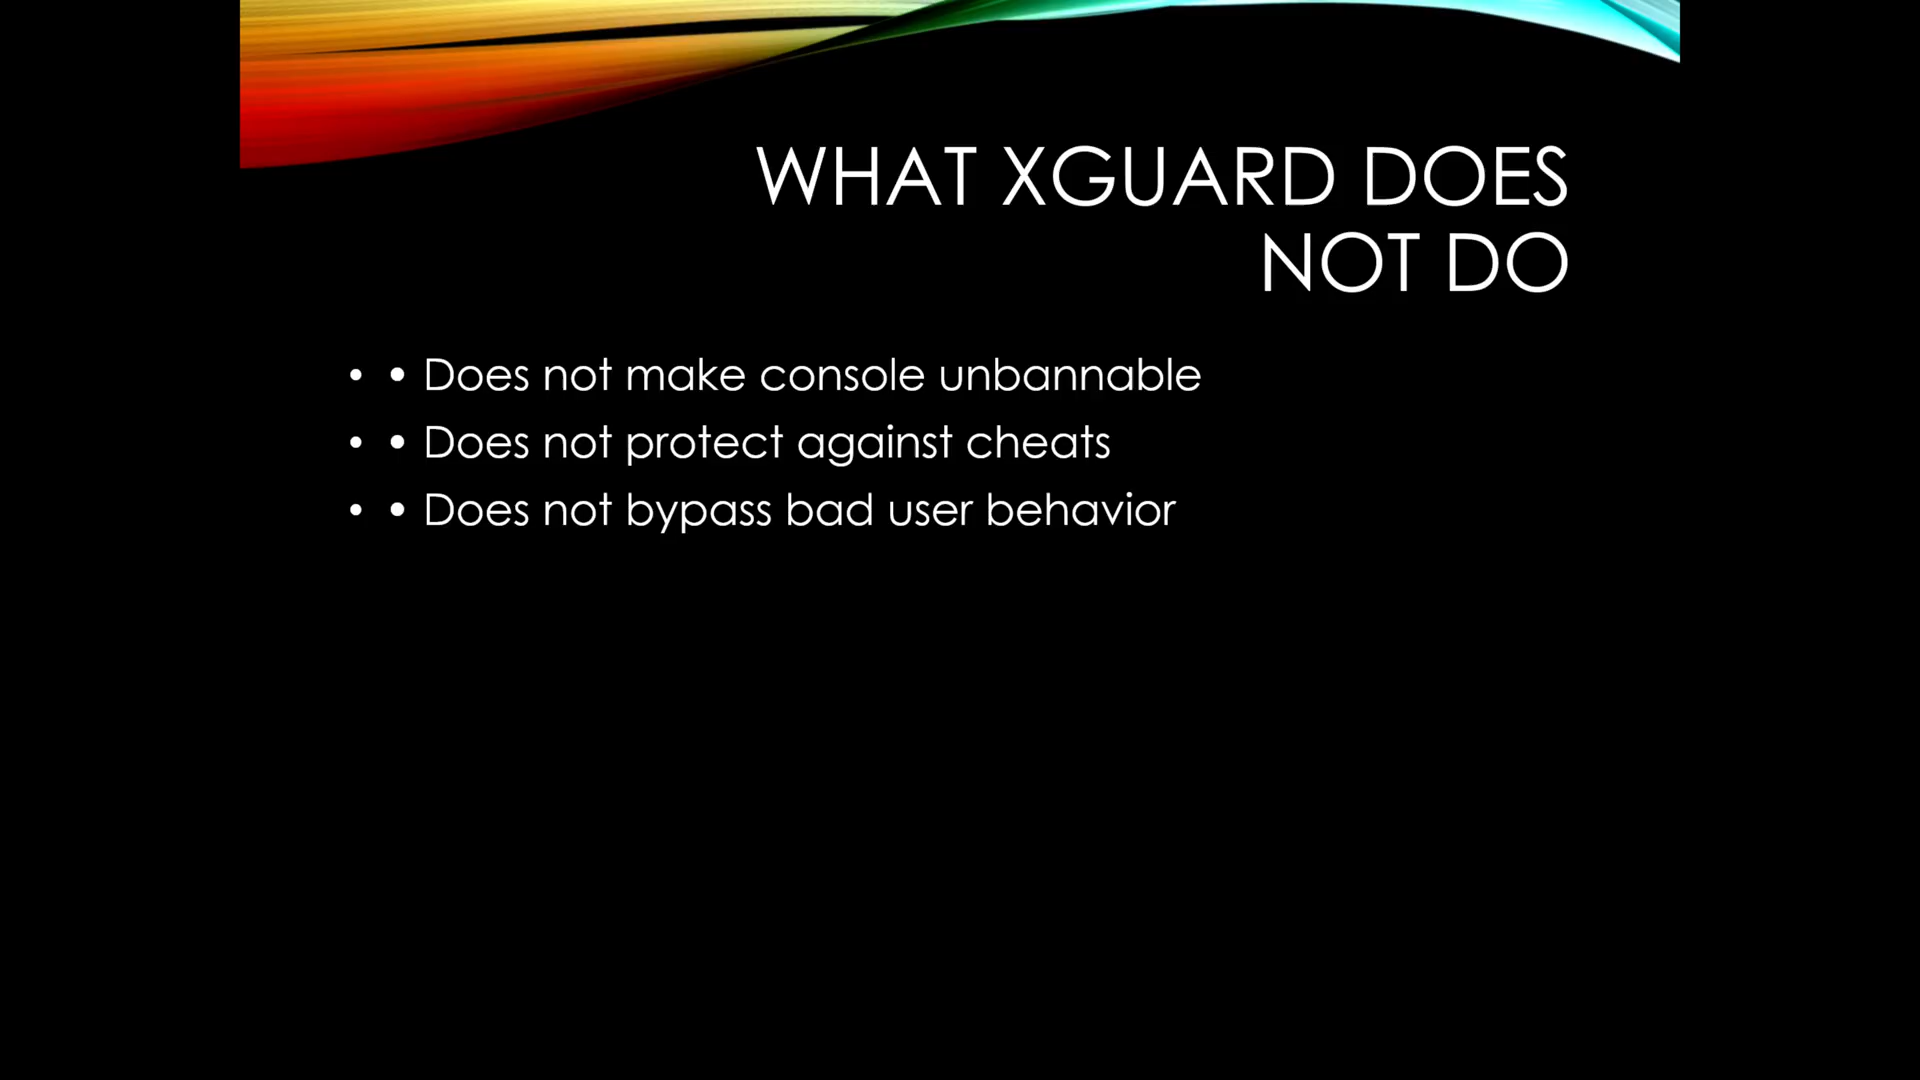 WHAT XGUARD DOES
NOT DO
• • Does not make console unbannable
• • Does not protect against cheats
• • Does not bypass bad user behavior